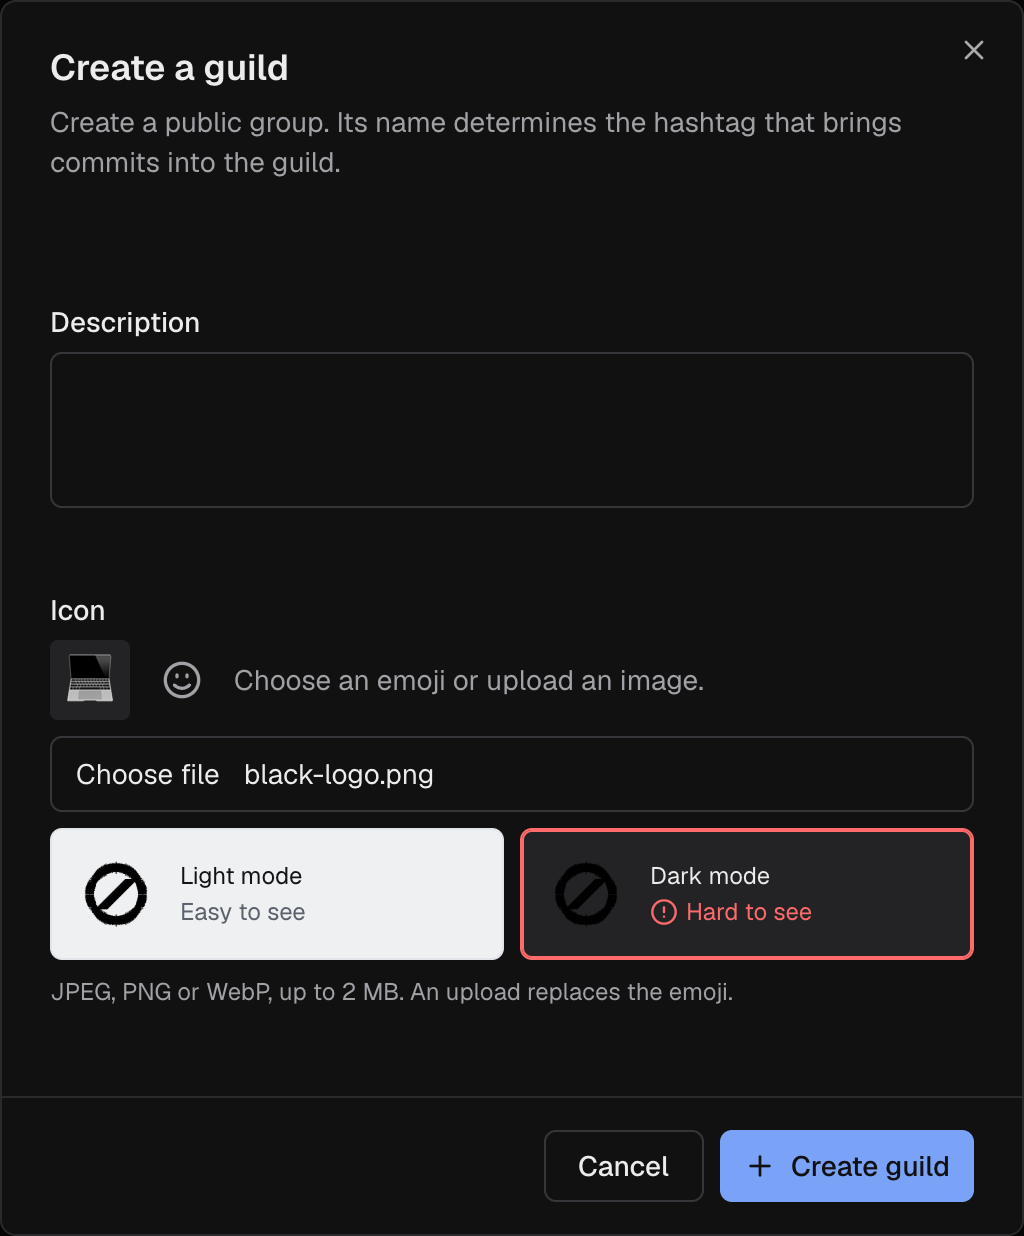 Create a guild
Create a public group. Its name determines the hashtag that brings
commits into the guild.
Description
Icon
Choose an emoji or upload an image.
Choose file black-logo.png
Light mode
Easy to see
Dark mode
Hard to see
JPEG, PNG or WebP, up to 2 MB. An upload replaces the emoji.
Cancel
Create guild